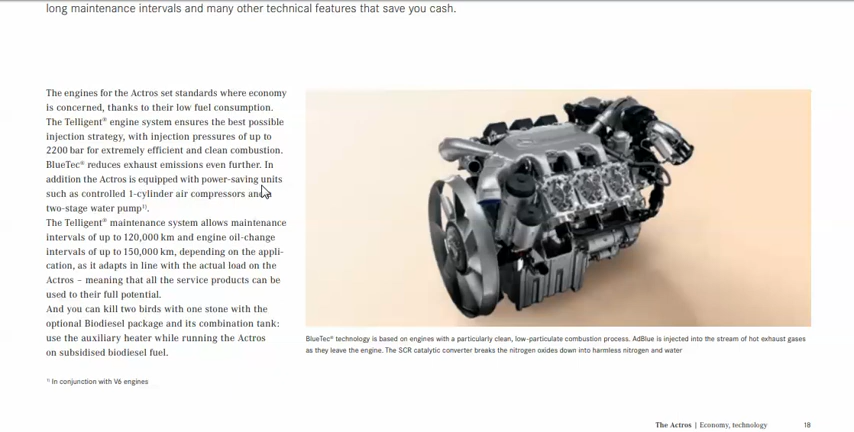 long maintenance intervals and many other technical features that save you cash.
The engines for the Actros set standards where economy
is concerned, thanks to their low fuel consumption.
The Telligent® engine system ensures the best possible
injection strategy, with injection pressures of up to
2200 bar for extremely efficient and clean combustion.
BlueTec® reduces exhaust emissions even further. In
addition the Actros is equipped with power-saving units
such as controlled 1-cylinder air compressors and a
two-stage water pump¹⁾.
The Telligent® maintenance system allows maintenance
intervals of up to 120,000 km and engine oil-change
intervals of up to 150,000 km, depending on the appli-
cation, as it adapts in line with the actual load on the
Actros – meaning that all the service products can be
used to their full potential.
And you can kill two birds with one stone with the
optional Biodiesel package and its combination tank:
use the auxiliary heater while running the Actros
on subsidised biodiesel fuel.
BlueTec® technology is based on engines with a particularly clean, low-particulate combustion process. AdBlue is injected into the stream of hot exhaust gases
as they leave the engine. The SCR catalytic converter breaks the nitrogen oxides down into harmless nitrogen and water
¹⁾ In conjunction with V6 engines
The Actros | Economy, technology 18